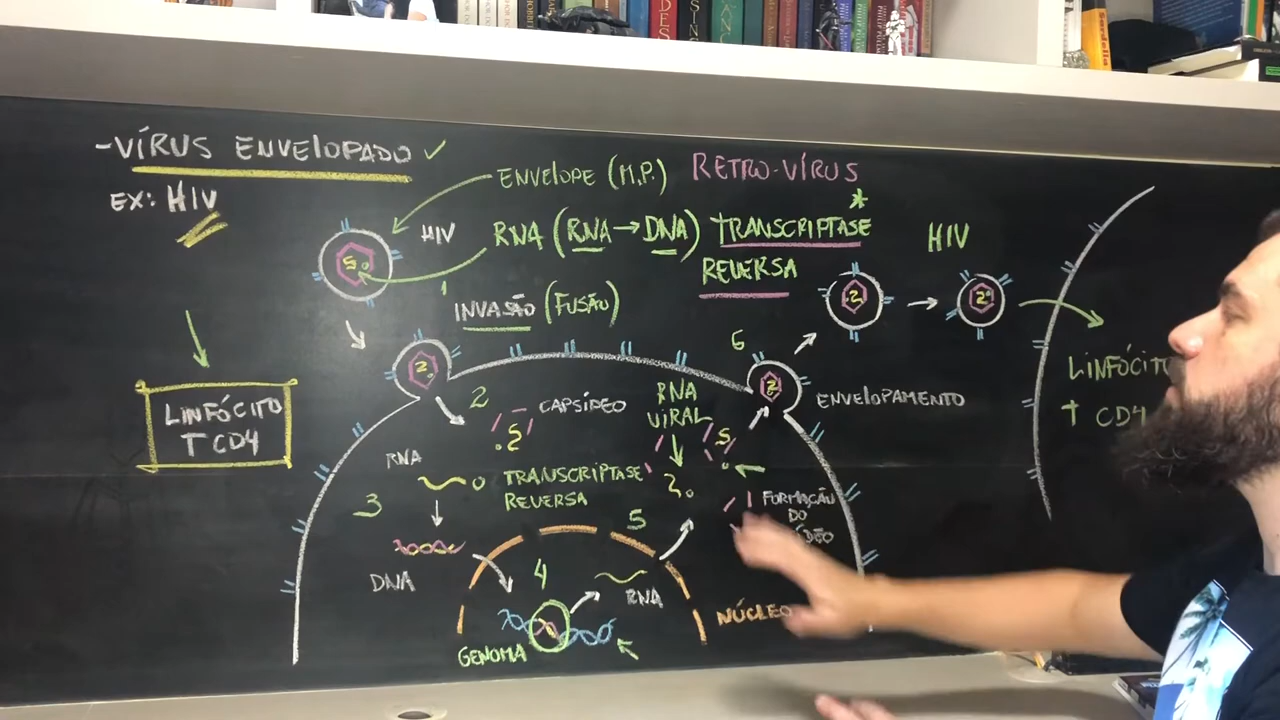 -VÍRUS ENVELOPADO ✓
EX: HIV
ENVELOPE (M.P.)
RETRO-VÍRUS
HIV
RNA (RNA→DNA)
TRANSCRIPTASE *
REVERSA
HIV
1
INVASÃO (FUSÃO)
LINFÓCITO
T CD4
2
CAPSÍDEO
RNA
VIRAL
6
ENVELOPAMENTO
LINFÓCITO
T CD4
RNA
3
TRANSCRIPTASE
REVERSA
DNA
5
FORMAÇÃO
DO
4
RNA
NÚCLEO
GENOMA